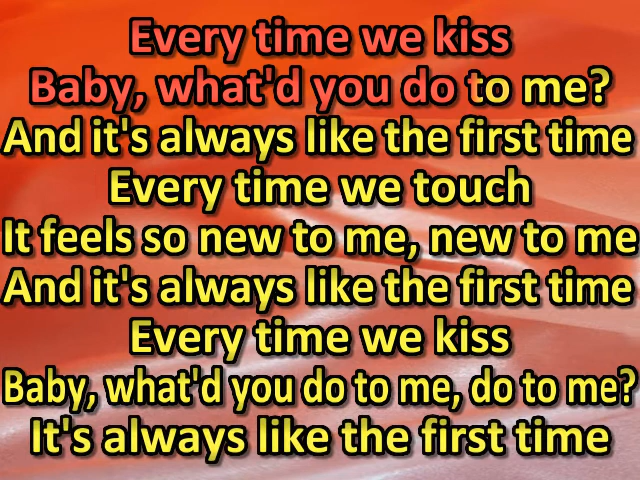 Every time we kiss
Baby, what'd you do to me?
And it's always like the first time
Every time we touch
It feels so new to me, new to me
And it's always like the first time
Every time we kiss
Baby, what'd you do to me, do to me?
It's always like the first time